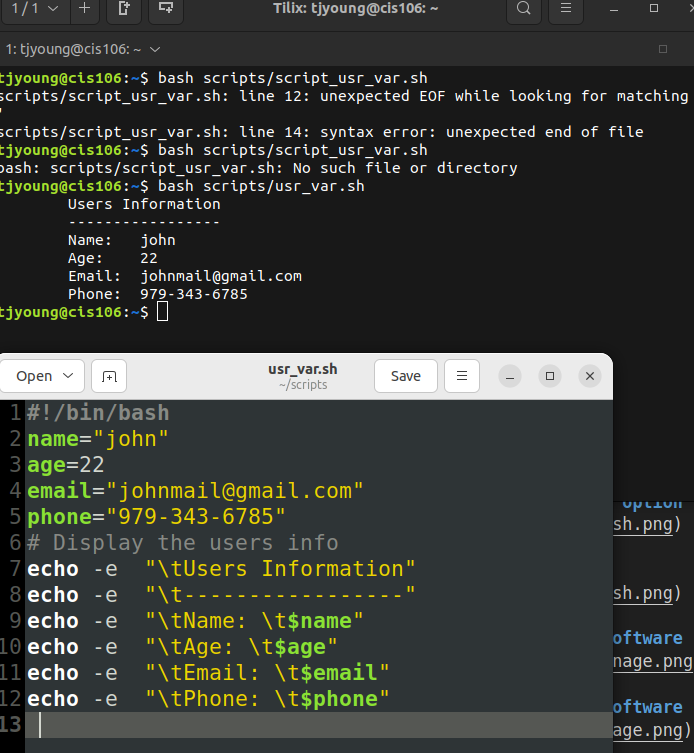 1 / 1
Tilix: tjyoung@cis106: ~
1: tjyoung@cis106: ~
tjyoung@cis106:~$ bash scripts/script_usr_var.sh
scripts/script_usr_var.sh: line 12: unexpected EOF while looking for matching
'
scripts/script_usr_var.sh: line 14: syntax error: unexpected end of file
tjyoung@cis106:~$ bash scripts/script_usr_var.sh
bash: scripts/script_usr_var.sh: No such file or directory
tjyoung@cis106:~$ bash scripts/usr_var.sh
Users Information
-----------------
Name: john
Age: 22
Email: johnmail@gmail.com
Phone: 979-343-6785
tjyoung@cis106:~$
Open
usr_var.sh
~/scripts
Save
1 #!/bin/bash
2 name="john"
3 age=22
4 email="johnmail@gmail.com"
5 phone="979-343-6785"
6 # Display the users info
7 echo -e  "\tUsers Information"
8 echo -e  "\t-----------------"
9 echo -e  "\tName: \t$name"
10 echo -e  "\tAge: \t$age"
11 echo -e  "\tEmail: \t$email"
12 echo -e  "\tPhone: \t$phone"
13
option
sh.png)
sh.png)
oftware
nage.png
oftware
age.png)